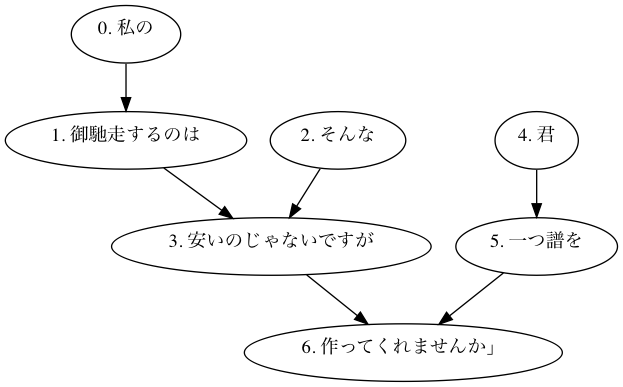 0. 私の
1. 御馳走するのは
2. そんな
4. 君
3. 安いのじゃないですが
5. 一つ譜を
6. 作ってくれませんか」